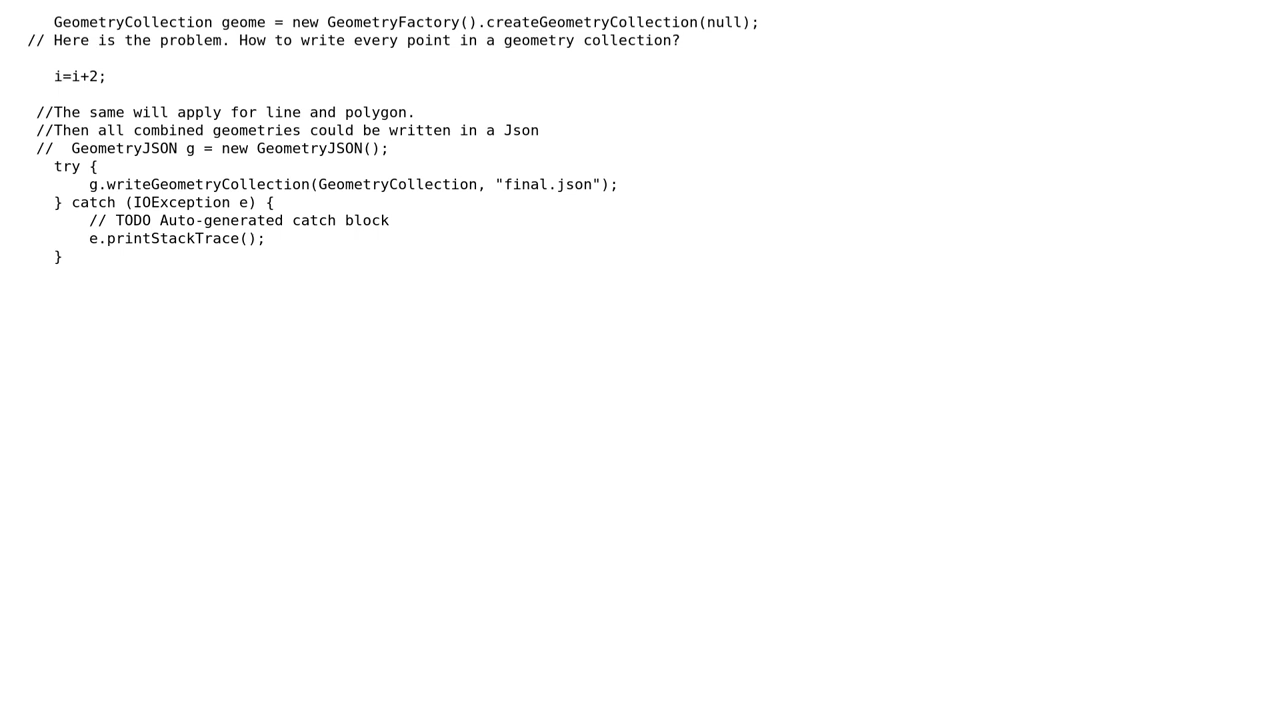 GeometryCollection geome = new GeometryFactory().createGeometryCollection(null);
// Here is the problem. How to write every point in a geometry collection?
i=i+2;
//The same will apply for line and polygon.
//Then all combined geometries could be written in a Json
//  GeometryJSON g = new GeometryJSON();
try {
g.writeGeometryCollection(GeometryCollection, "final.json");
} catch (IOException e) {
// TODO Auto-generated catch block
e.printStackTrace();
}